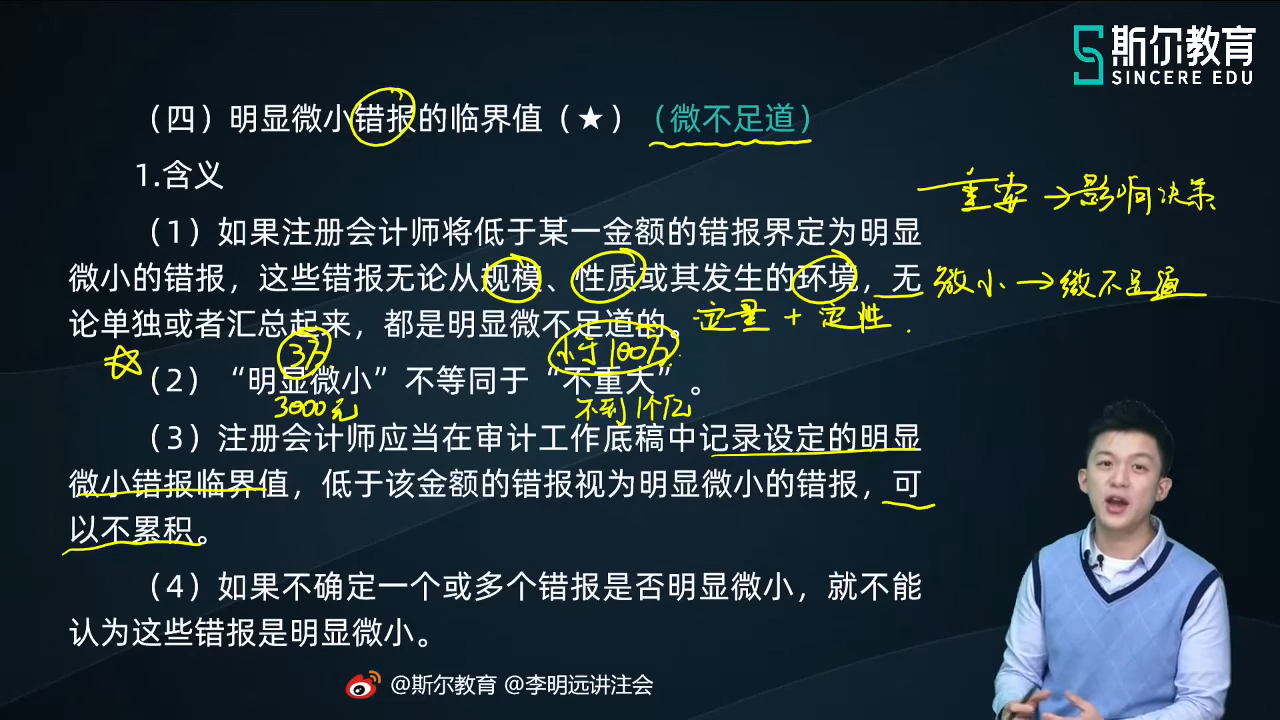 斯尔教育
SINCERE EDU
（四）明显微小错报的临界值（★）（微不足道）
1.含义
重要→影响决策
（1）如果注册会计师将低于某一金额的错报界定为明显
微小的错报，这些错报无论从规模、性质或其发生的环境，无
微小→微不足道
论单独或者汇总起来，都是明显微不足道的。
定量+定性.
3万
小于100万
（2）“明显微小”不等同于“不重大”。
3000元
不到1个亿
（3）注册会计师应当在审计工作底稿中记录设定的明显
微小错报临界值，低于该金额的错报视为明显微小的错报，可
以不累积。
（4）如果不确定一个或多个错报是否明显微小，就不能
认为这些错报是明显微小。
@斯尔教育 @李明远讲注会